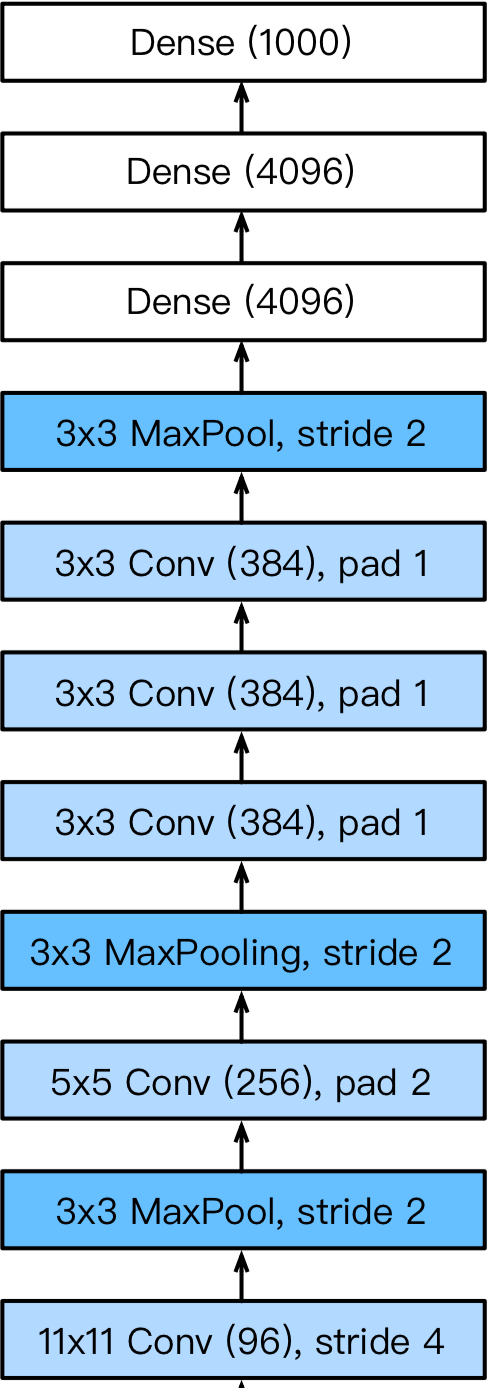 Dense (1000)
Dense (4096)
Dense (4096)
3x3 MaxPool, stride 2
3x3 Conv (384), pad 1
3x3 Conv (384), pad 1
3x3 Conv (384), pad 1
3x3 MaxPooling, stride 2
5x5 Conv (256), pad 2
3x3 MaxPool, stride 2
11x11 Conv (96), stride 4